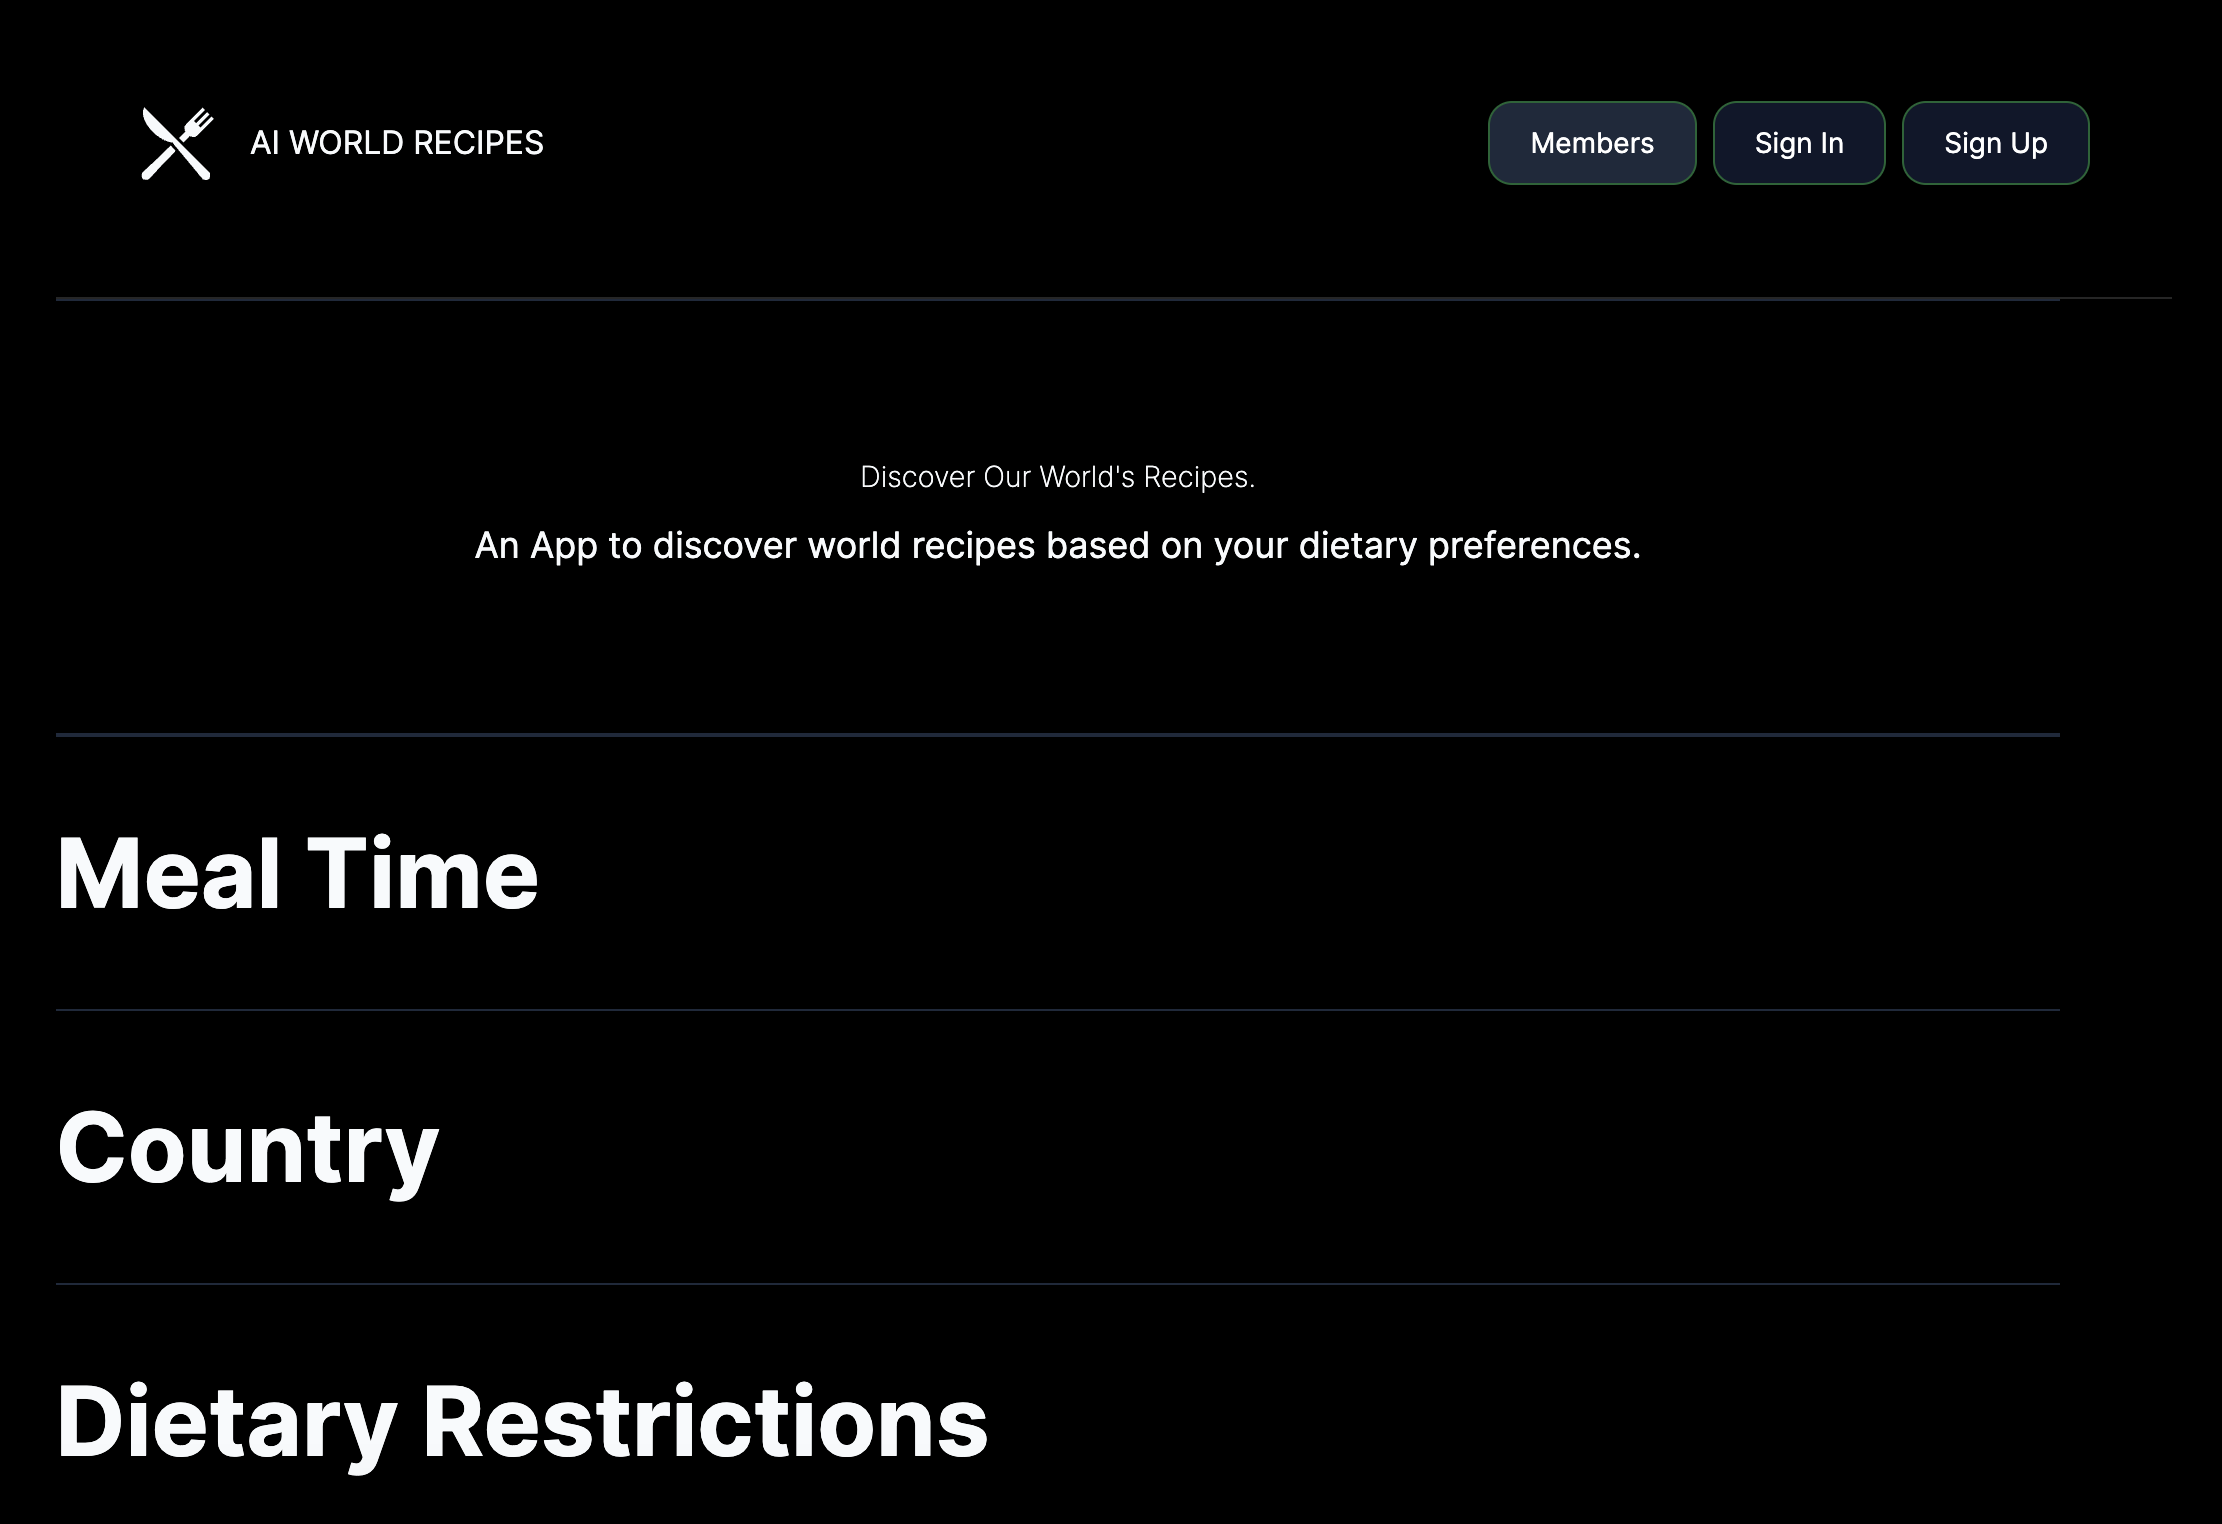 AI WORLD RECIPES
Members
Sign In
Sign Up
Discover Our World's Recipes.
An App to discover world recipes based on your dietary preferences.
Meal Time
Country
Dietary Restrictions